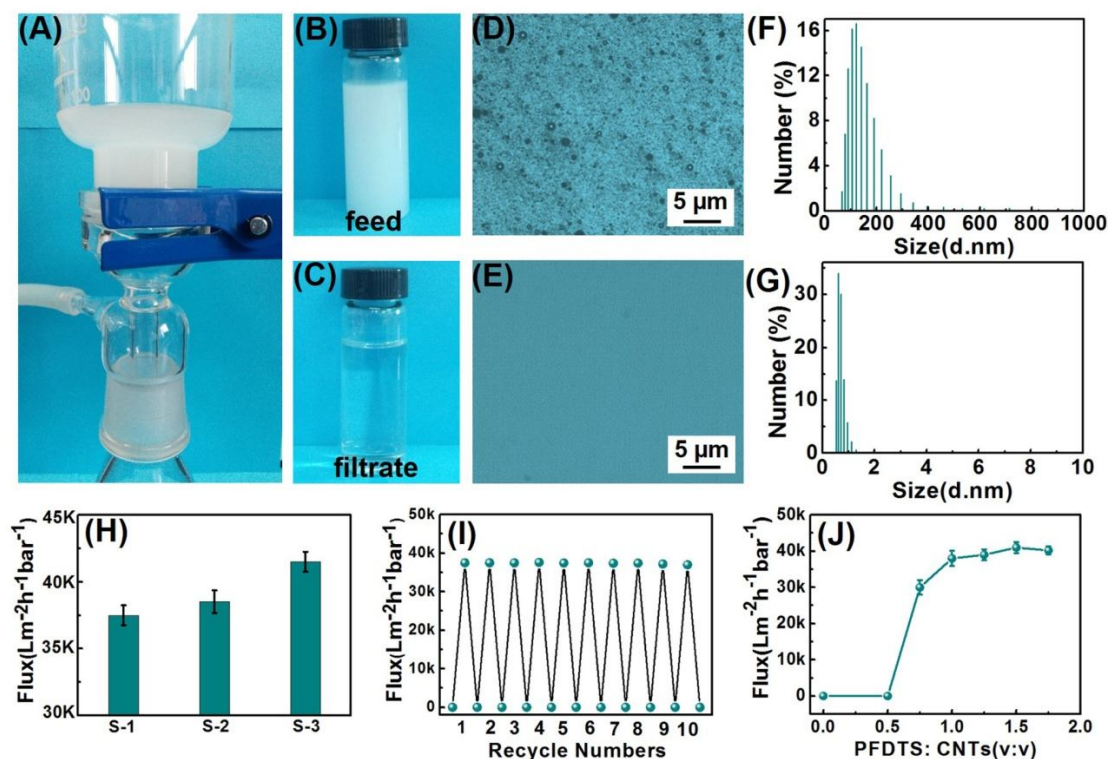 (A)
(B)
feed
(C)
filtrate
(D)
5 µm
(E)
5 µm
(F)
16
12
8
4
0
Number (%)
0 200 400 600 800 1000
Size(d.nm)
(G)
30
20
10
0
Number (%)
0 2 4 6 8 10
Size(d.nm)
(H)
45K
40K
35K
30K
Flux(Lm⁻²h⁻¹bar⁻¹)
S-1 S-2 S-3
(I)
50k
40k
30k
20k
10k
0
Flux(Lm⁻²h⁻¹bar⁻¹)
1 2 3 4 5 6 7 8 9 10
Recycle Numbers
(J)
50k
40k
30k
20k
10k
0
Flux(Lm⁻²h⁻¹bar⁻¹)
0.0 0.5 1.0 1.5 2.0
PFDTS: CNTs(v:v)